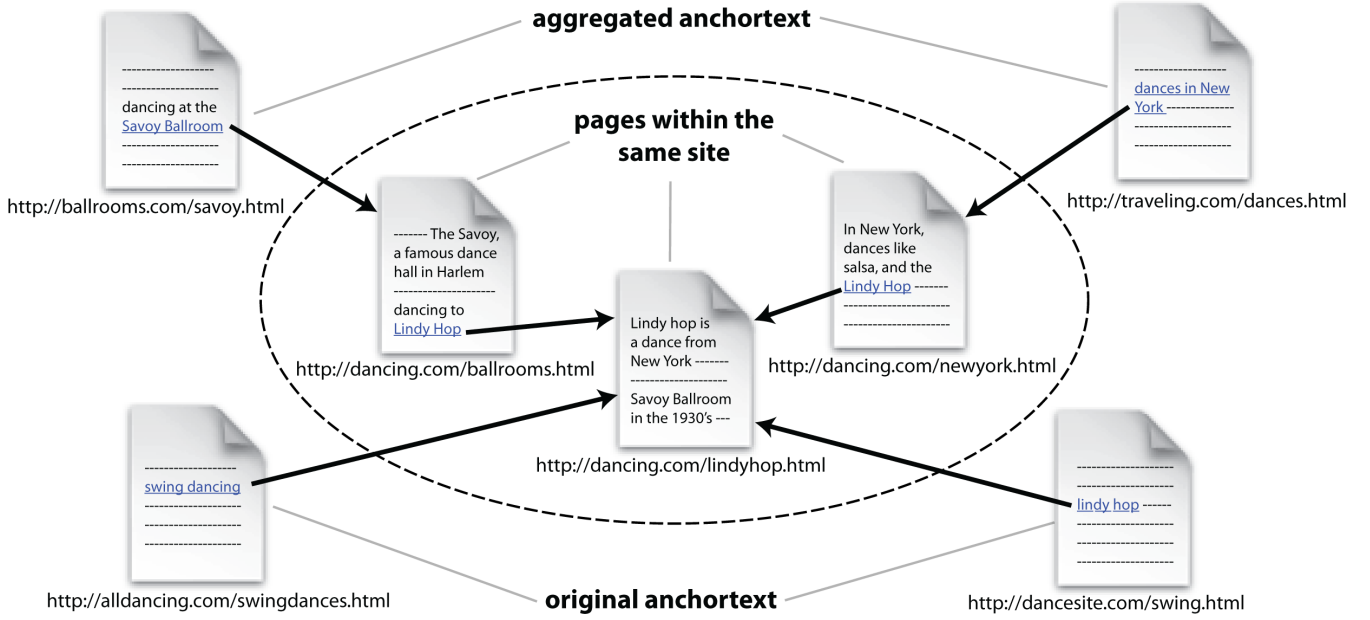 aggregated anchortext
dancing at the
Savoy Ballroom
http://ballrooms.com/savoy.html
dances in New
York --------------
http://traveling.com/dances.html
pages within the
same site
------- The Savoy,
a famous dance
hall in Harlem
dancing to
Lindy Hop
http://dancing.com/ballrooms.html
In New York,
dances like
salsa, and the
Lindy Hop -------
http://dancing.com/newyork.html
Lindy hop is
a dance from
New York -------
Savoy Ballroom
in the 1930's ---
http://dancing.com/lindyhop.html
swing dancing
http://alldancing.com/swingdances.html
lindy hop ------
http://dancesite.com/swing.html
original anchortext